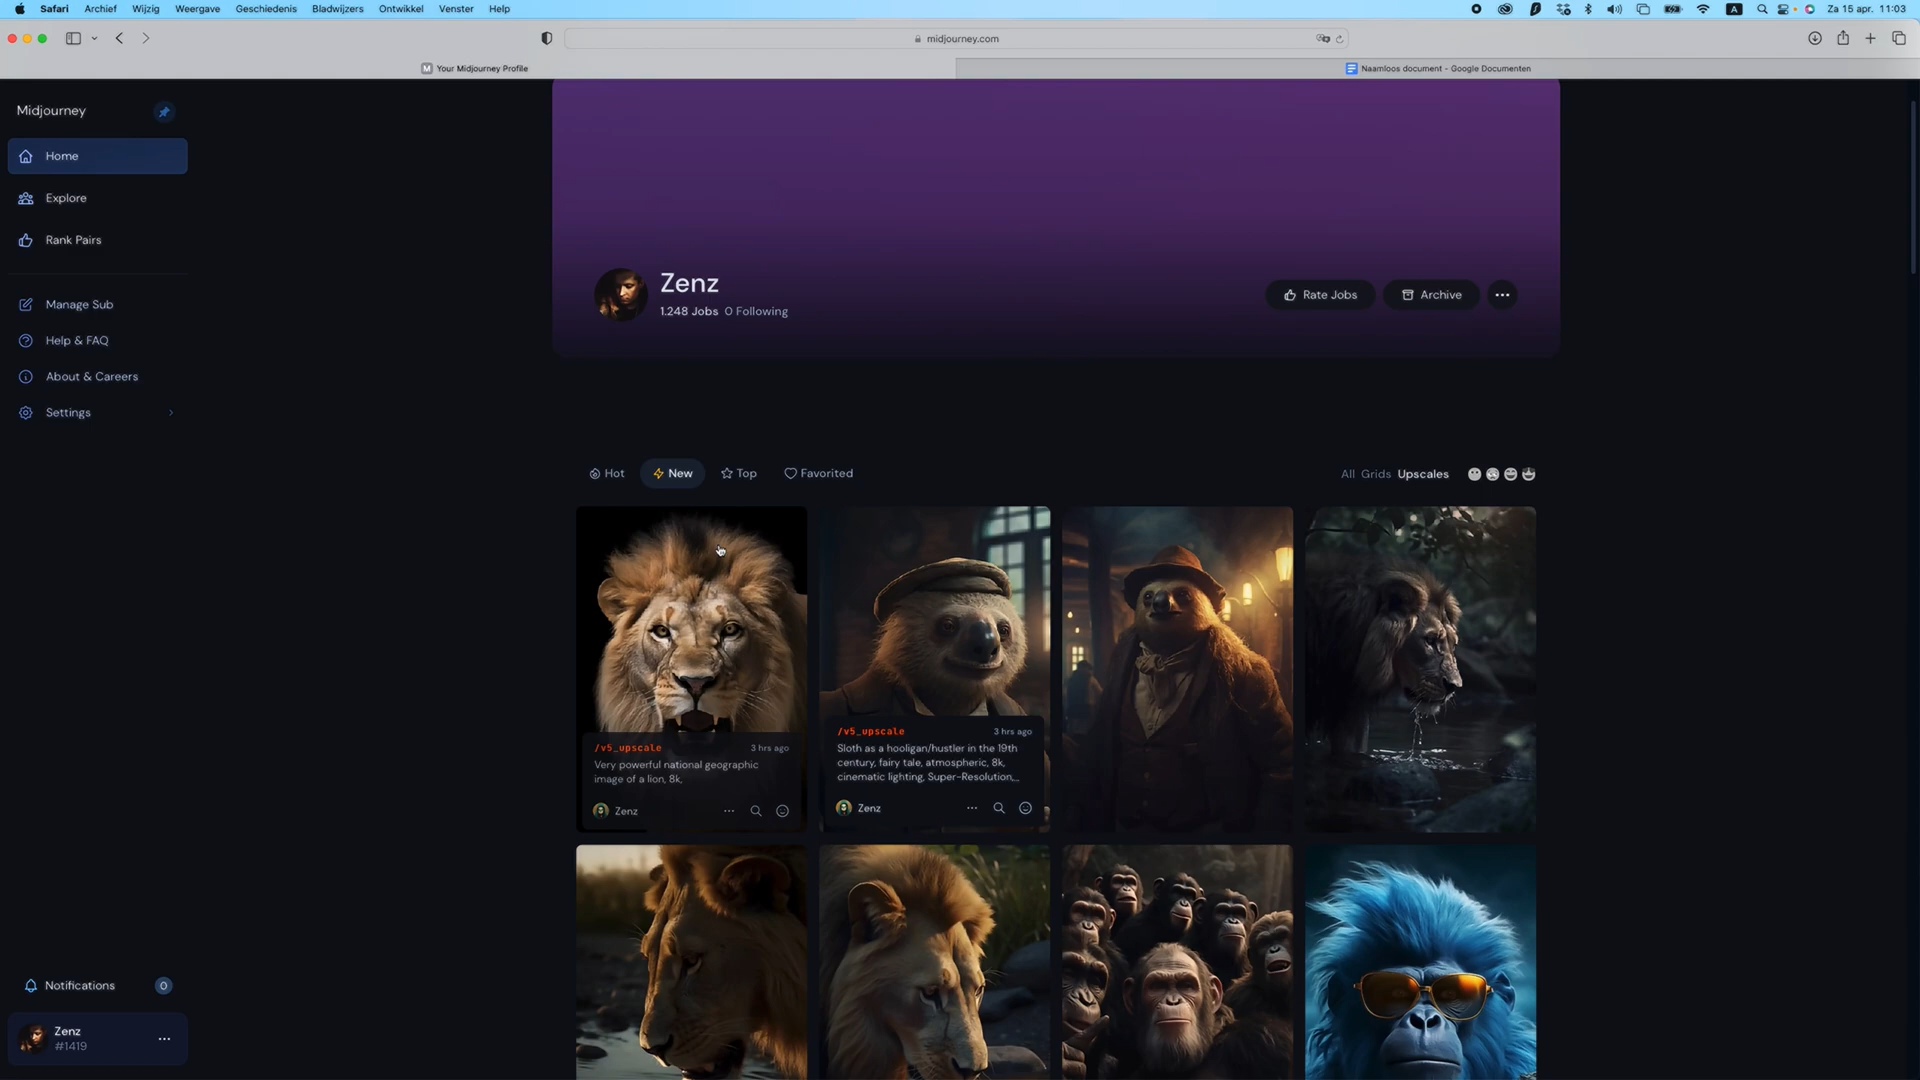 Safari Archief Wijzig Weergave Geschiedenis Bladwijzers Ontwikkel Venster Help
A Za 15 apr. 11:03
midjourney.com
M Your Midjourney Profile
Naamloos document - Google Documenten
Midjourney
Home
Explore
Rank Pairs
Manage Sub
Help & FAQ
About & Careers
Settings
Zenz
1.248 Jobs 0 Following
Rate Jobs
Archive
Hot
New
Top
Favorited
All Grids Upscales
/v5_upscale 3 hrs ago
Very powerful national geographic
image of a lion, 8k,
Zenz
/v5_upscale 3 hrs ago
Sloth as a hooligan/hustler in the 19th
century, fairy tale, atmospheric, 8k,
cinematic lighting, Super-Resolution,...
Zenz
Notifications 0
Zenz
#1419